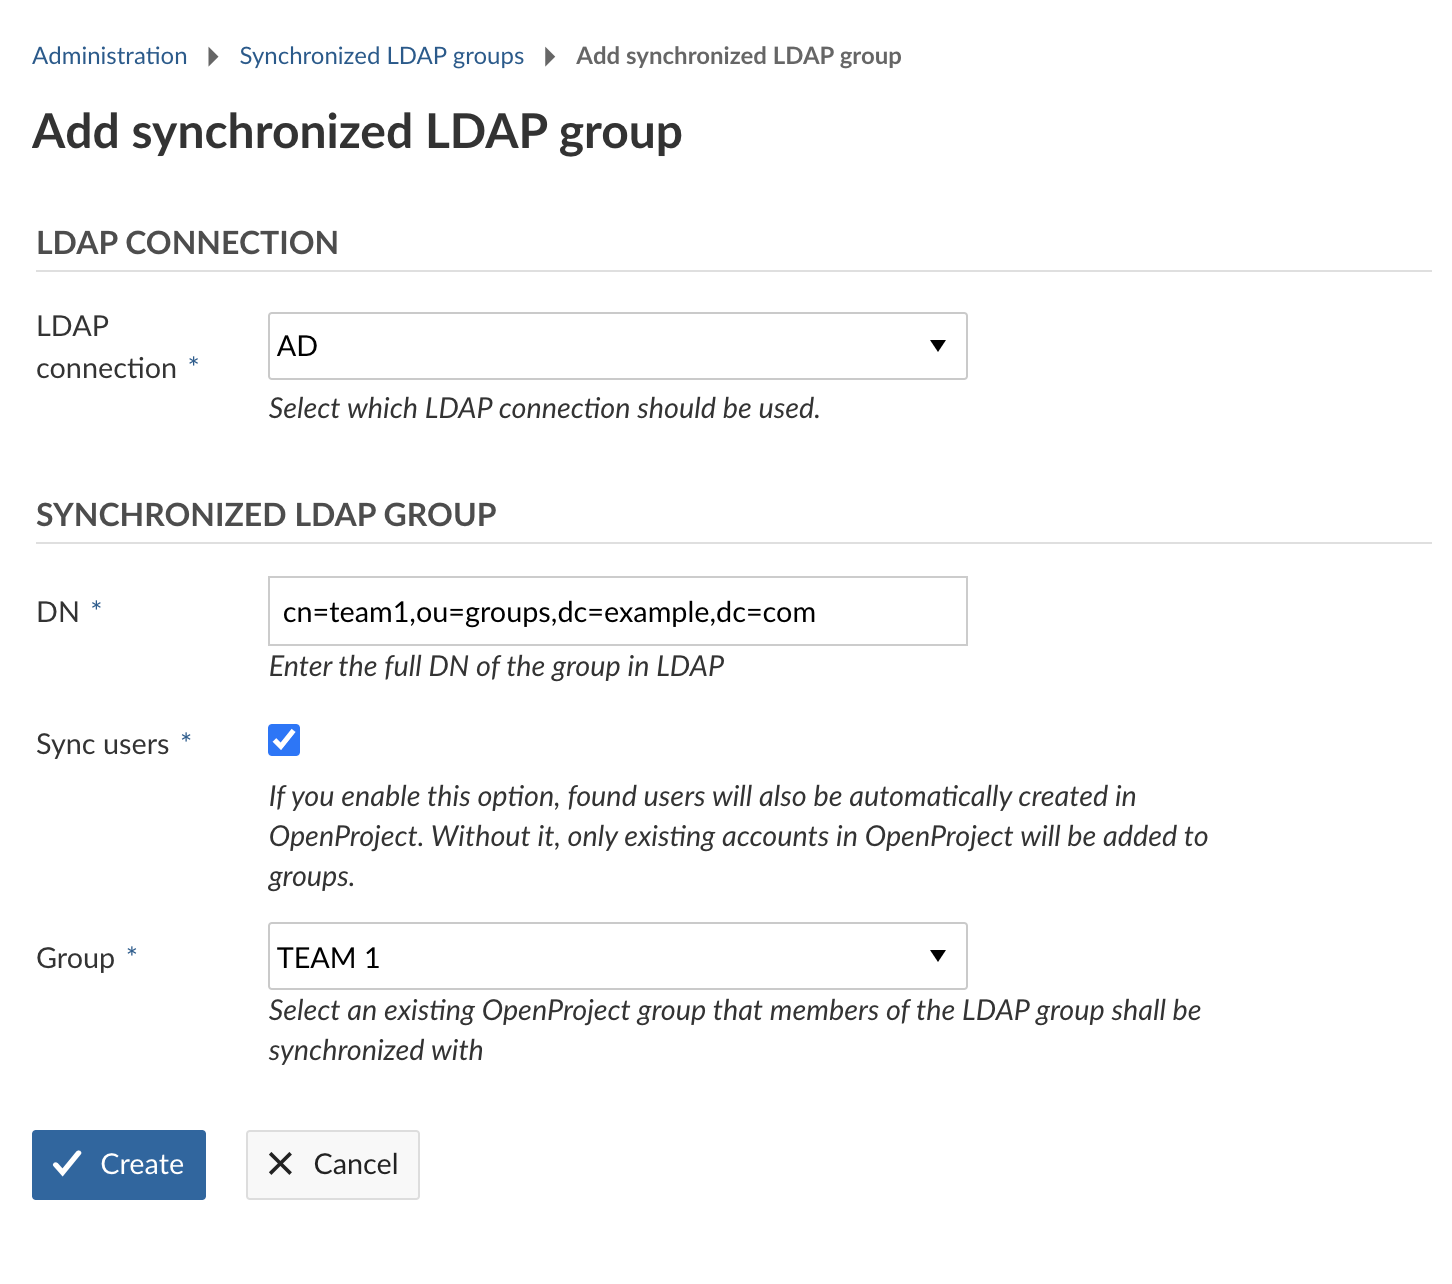 Administration Synchronized LDAP groups Add synchronized LDAP group
Add synchronized LDAP group
LDAP CONNECTION
LDAP
connection *
AD
Select which LDAP connection should be used.
SYNCHRONIZED LDAP GROUP
DN *
cn=team1,ou=groups,dc=example,dc=com
Enter the full DN of the group in LDAP
Sync users *
If you enable this option, found users will also be automatically created in
OpenProject. Without it, only existing accounts in OpenProject will be added to
groups.
Group *
TEAM 1
Select an existing OpenProject group that members of the LDAP group shall be
synchronized with
Create Cancel